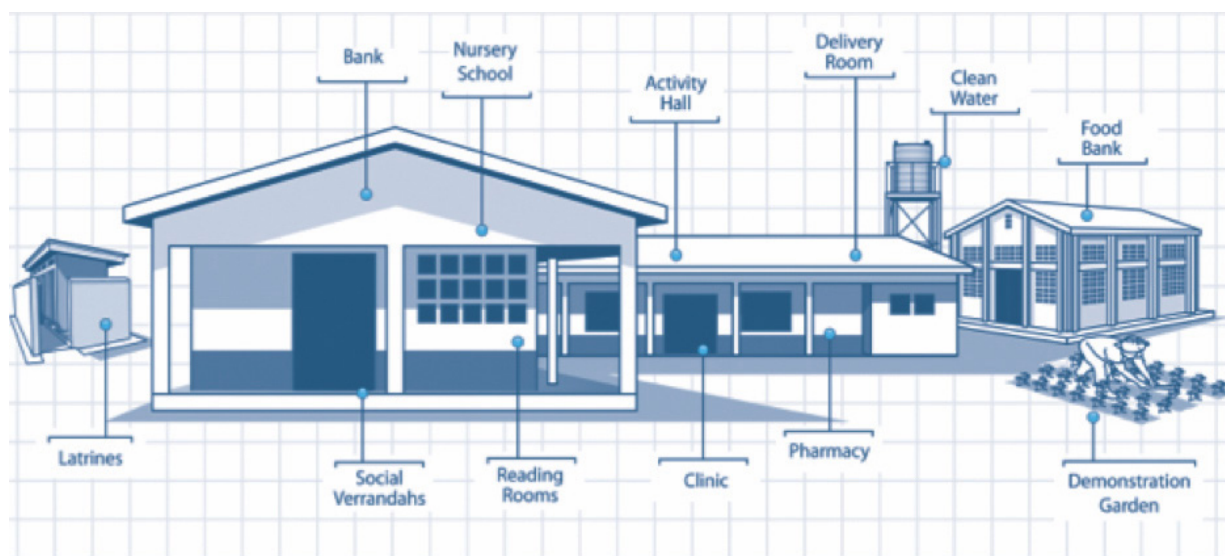 Bank
Nursery
School
Activity
Hall
Delivery
Room
Clean
Water
Food
Bank
Latrines
Social
Verrandahs
Reading
Rooms
Clinic
Pharmacy
Demonstration
Garden